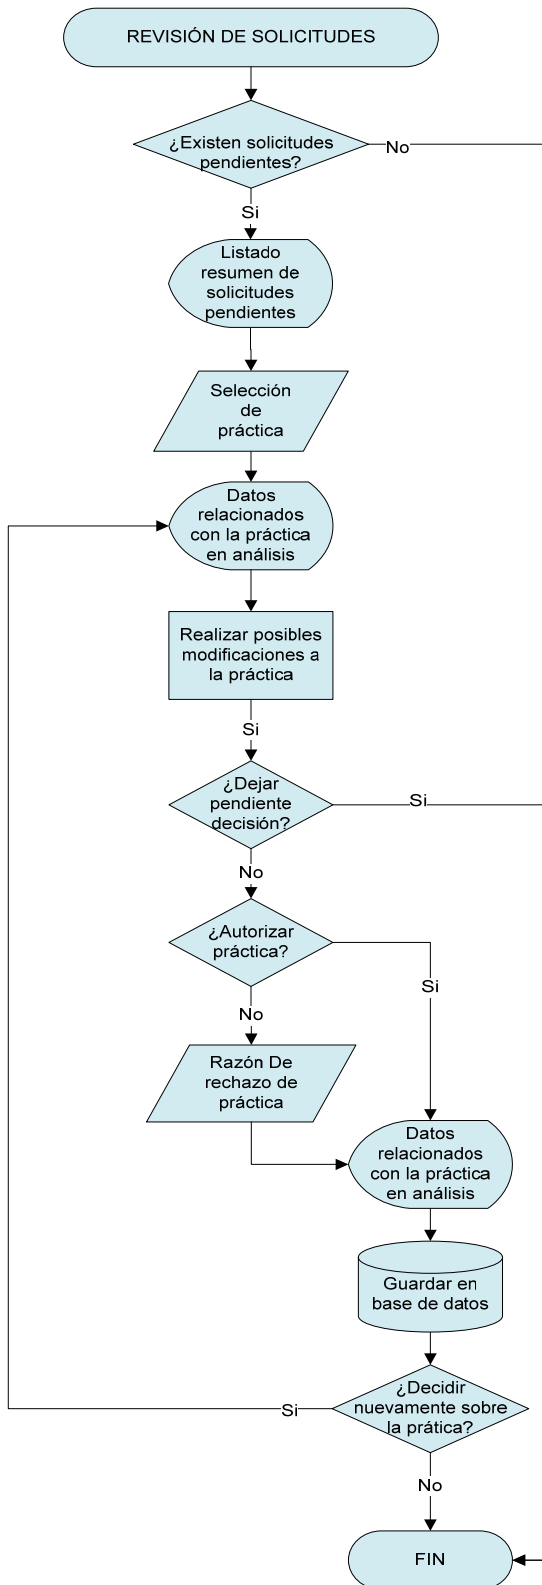 REVISIÓN DE SOLICITUDES
¿Existen solicitudes
pendientes?
No
Si
Listado
resumen de
solicitudes
pendientes
Selección
de
práctica
Datos
relacionados
con la práctica
en análisis
Realizar posibles
modificaciones a
la práctica
Si
¿Dejar
pendiente
decisión?
Si
No
¿Autorizar
práctica?
Si
No
Razón De
rechazo de
práctica
Datos
relacionados
con la práctica
en análisis
Guardar en
base de datos
¿Decidir
nuevamente sobre
la prática?
Si
No
FIN